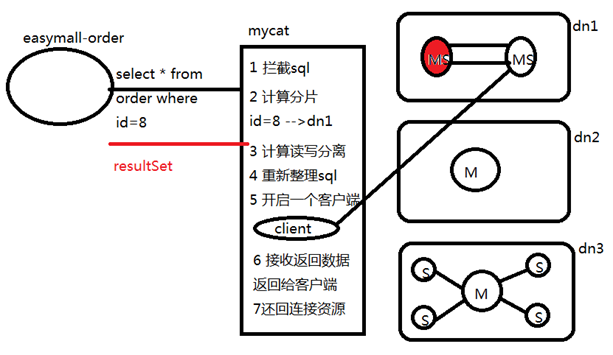 easymall-order
select * from
order where
id=8
resultSet
mycat
1 拦截sql
2 计算分片
id=8 -->dn1
3 计算读写分离
4 重新整理sql
5 开启一个客户端
client
6 接收返回数据
返回给客户端
7还回连接资源
dn1
MS
MS
dn2
M
dn3
S
S
M
S
S